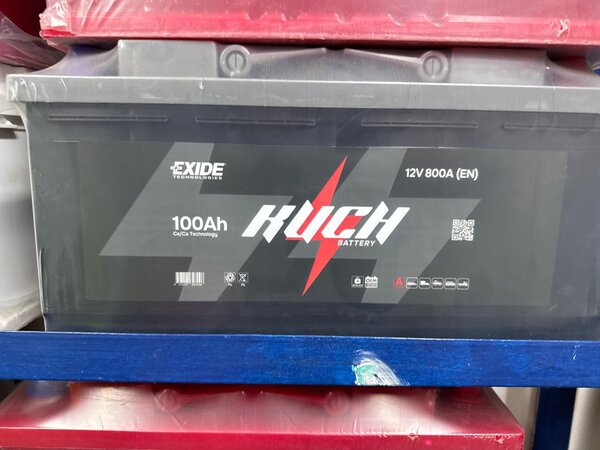 EXIDE
TECHNOLOGIES
12V 800A (EN)
100Ah
Ca/Ca Technology
KUCH
BATTERY
A